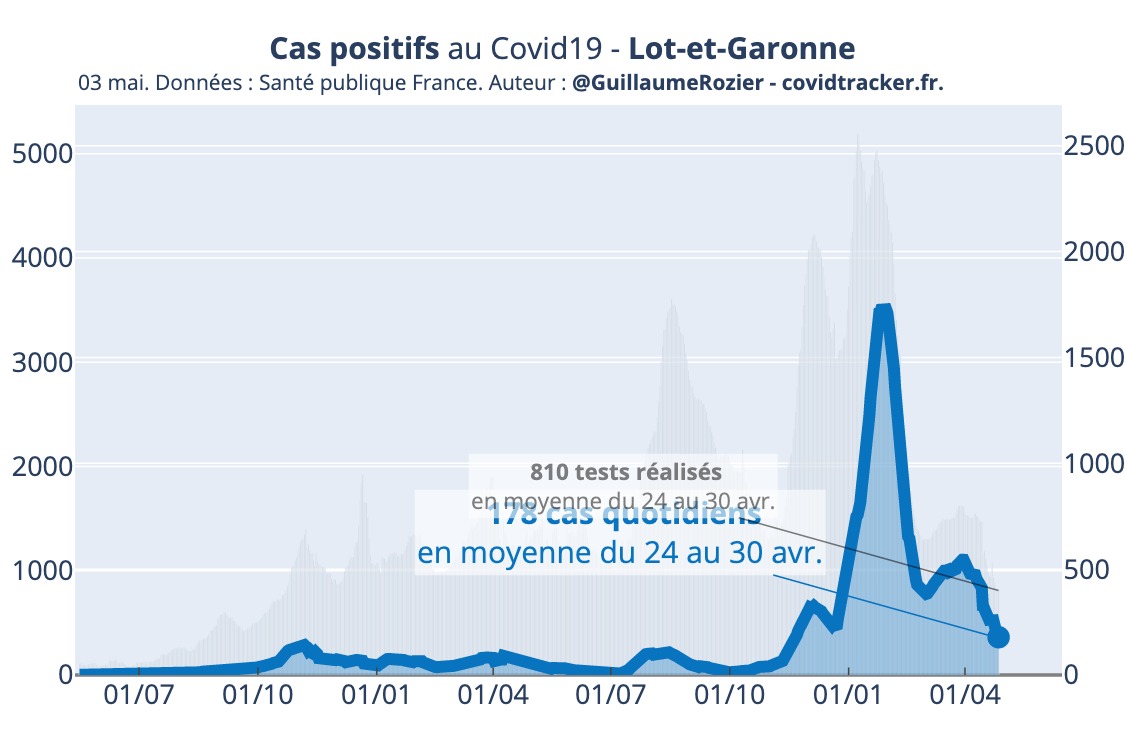 Cas positifs au Covid19 - Lot-et-Garonne
03 mai. Données : Santé publique France. Auteur : @GuillaumeRozier - covidtracker.fr.
5000
4000
3000
2000
1000
0
2500
2000
1500
1000
500
0
810 tests réalisés
en moyenne du 24 au 30 avr.
178 cas quotidiens
en moyenne du 24 au 30 avr.
01/07 01/10 01/01 01/04 01/07 01/10 01/01 01/04